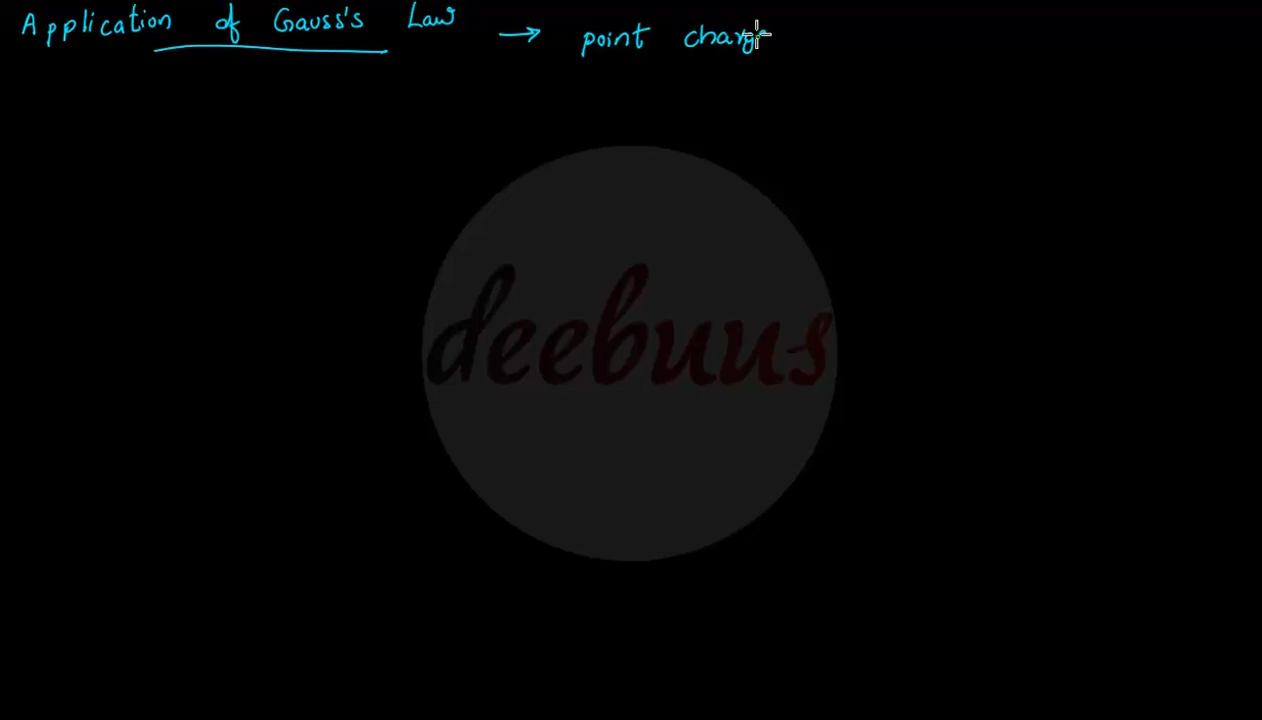 Application of Gauss's Law → point charge
deebuus